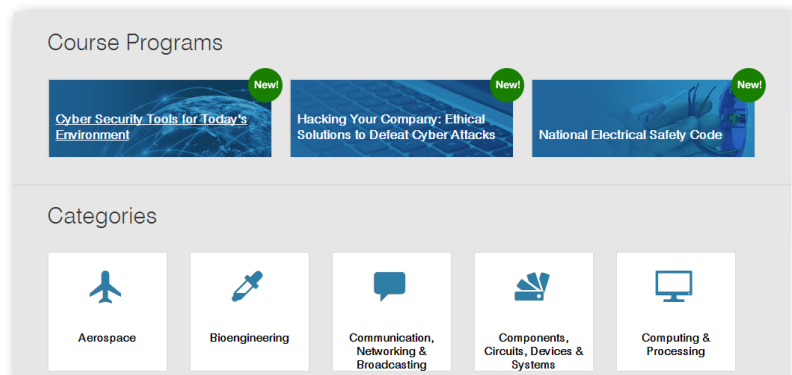 Course Programs
New!
New!
New!
Cyber Security Tools for Today's
Environment
Hacking Your Company: Ethical
Solutions to Defeat Cyber Attacks
National Electrical Safety Code
Categories
Aerospace
Bioengineering
Communication,
Networking &
Broadcasting
Components,
Circuits, Devices &
Systems
Computing &
Processing